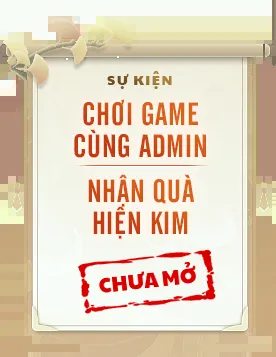 SỰ KIỆN
CHƠI GAME
CÙNG ADMIN
NHẬN QUÀ
HIỆN KIM
CHƯA MỞ